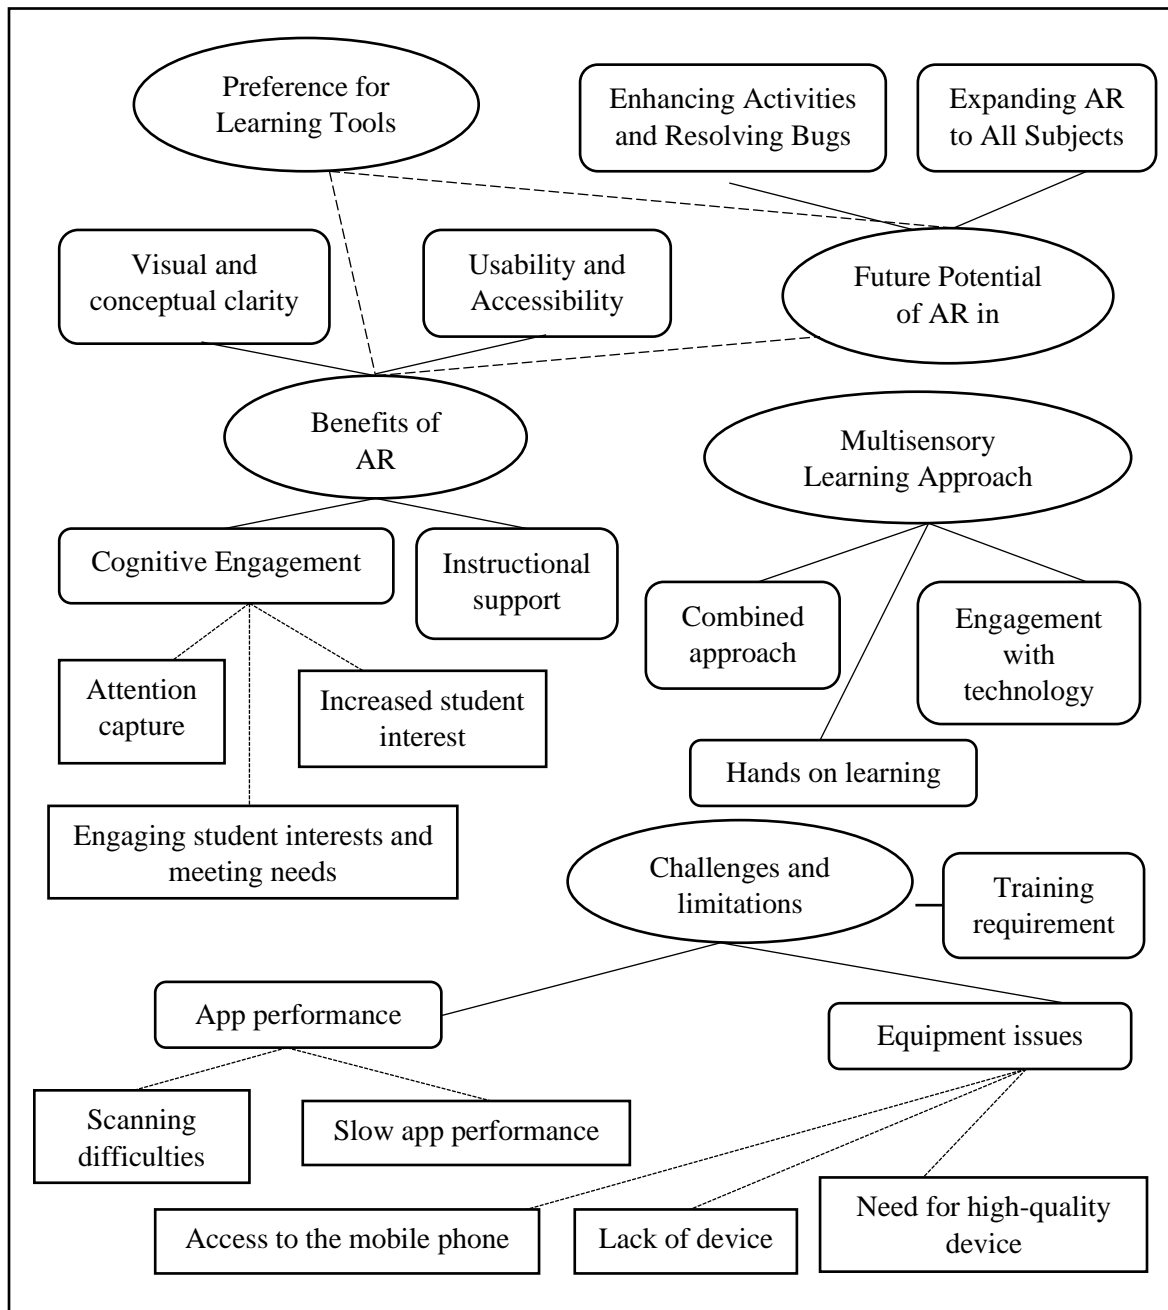 Preference for
Learning Tools
Enhancing Activities
and Resolving Bugs
Expanding AR
to All Subjects
Visual and
conceptual clarity
Usability and
Accessibility
Future Potential
of AR in
Benefits of
AR
Multisensory
Learning Approach
Cognitive Engagement
Instructional
support
Combined
approach
Engagement
with
technology
Attention
capture
Increased student
interest
Hands on learning
Engaging student interests and
meeting needs
Challenges and
limitations
Training
requirement
App performance
Equipment issues
Scanning
difficulties
Slow app performance
Access to the mobile phone
Lack of device
Need for high-quality
device